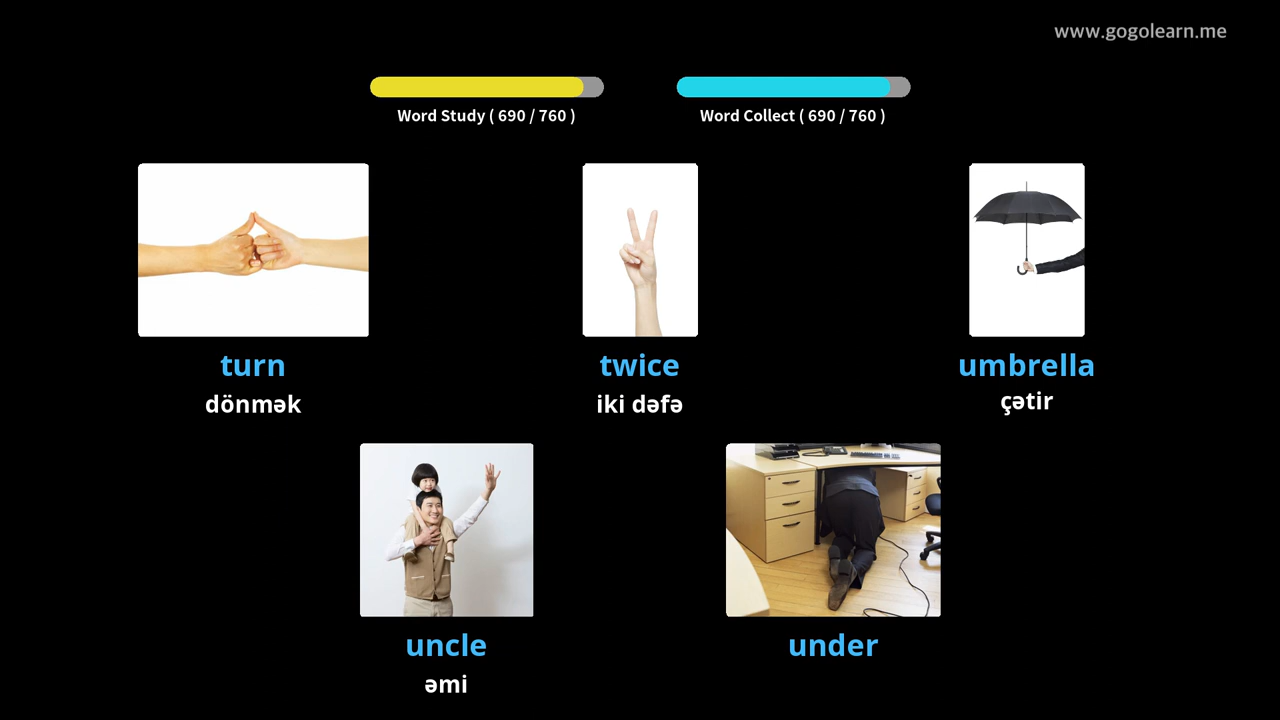 www.gogolearn.me
Word Study ( 690 / 760 )
Word Collect ( 690 / 760 )
turn
dönmək
twice
iki dəfə
umbrella
çətir
uncle
əmi
under